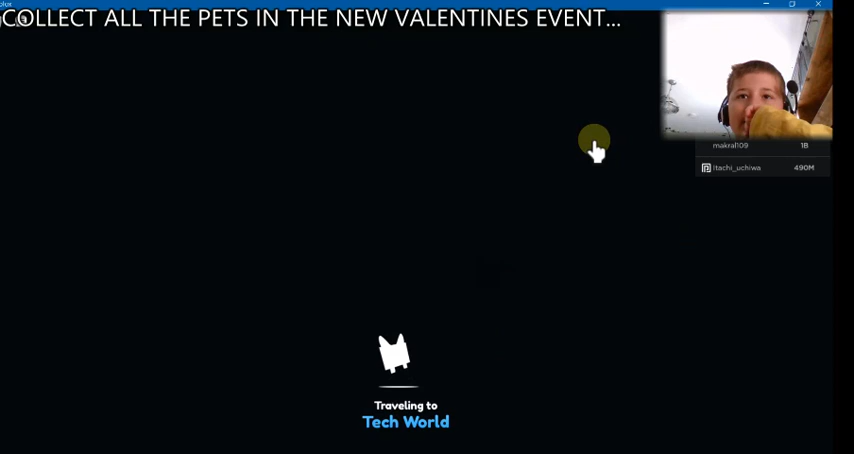 COLLECT ALL THE PETS IN THE NEW VALENTINES EVENT...
makral109 1B
Itachi_uchiwa 490M
Traveling to
Tech World